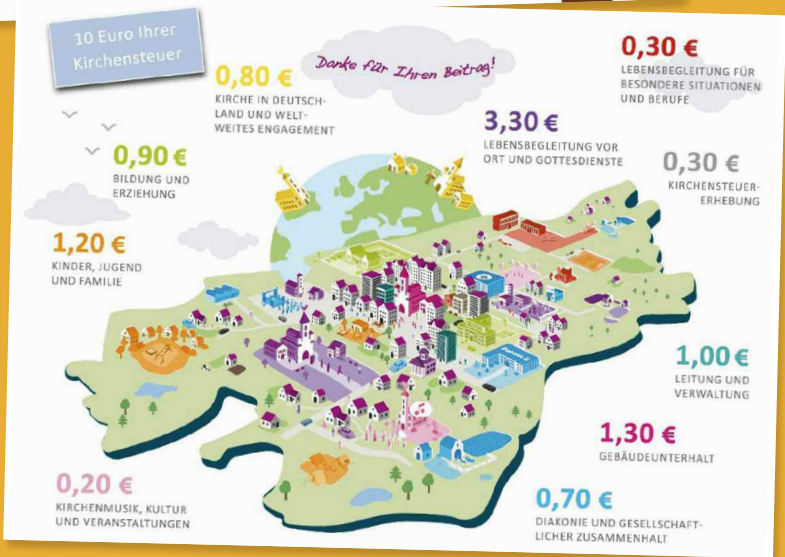 10 Euro Ihrer
Kirchensteuer
Danke für Ihren Beitrag!
0,30 €
LEBENSBEGLEITUNG FÜR
BESONDERE SITUATIONEN
UND BERUFE
0,80 €
KIRCHE IN DEUTSCH-
LAND UND WELT-
WEITES ENGAGEMENT
3,30 €
LEBENSBEGLEITUNG VOR
ORT UND GOTTESDIENSTE
0,90 €
BILDUNG UND
ERZIEHUNG
0,30 €
KIRCHENSTEUER-
ERHEBUNG
1,20 €
KINDER, JUGEND
UND FAMILIE
1,00 €
LEITUNG UND
VERWALTUNG
1,30 €
GEBÄUDEUNTERHALT
0,20 €
KIRCHENMUSIK, KULTUR
UND VERANSTALTUNGEN
0,70 €
DIAKONIE UND GESELLSCHAFT-
LICHER ZUSAMMENHALT